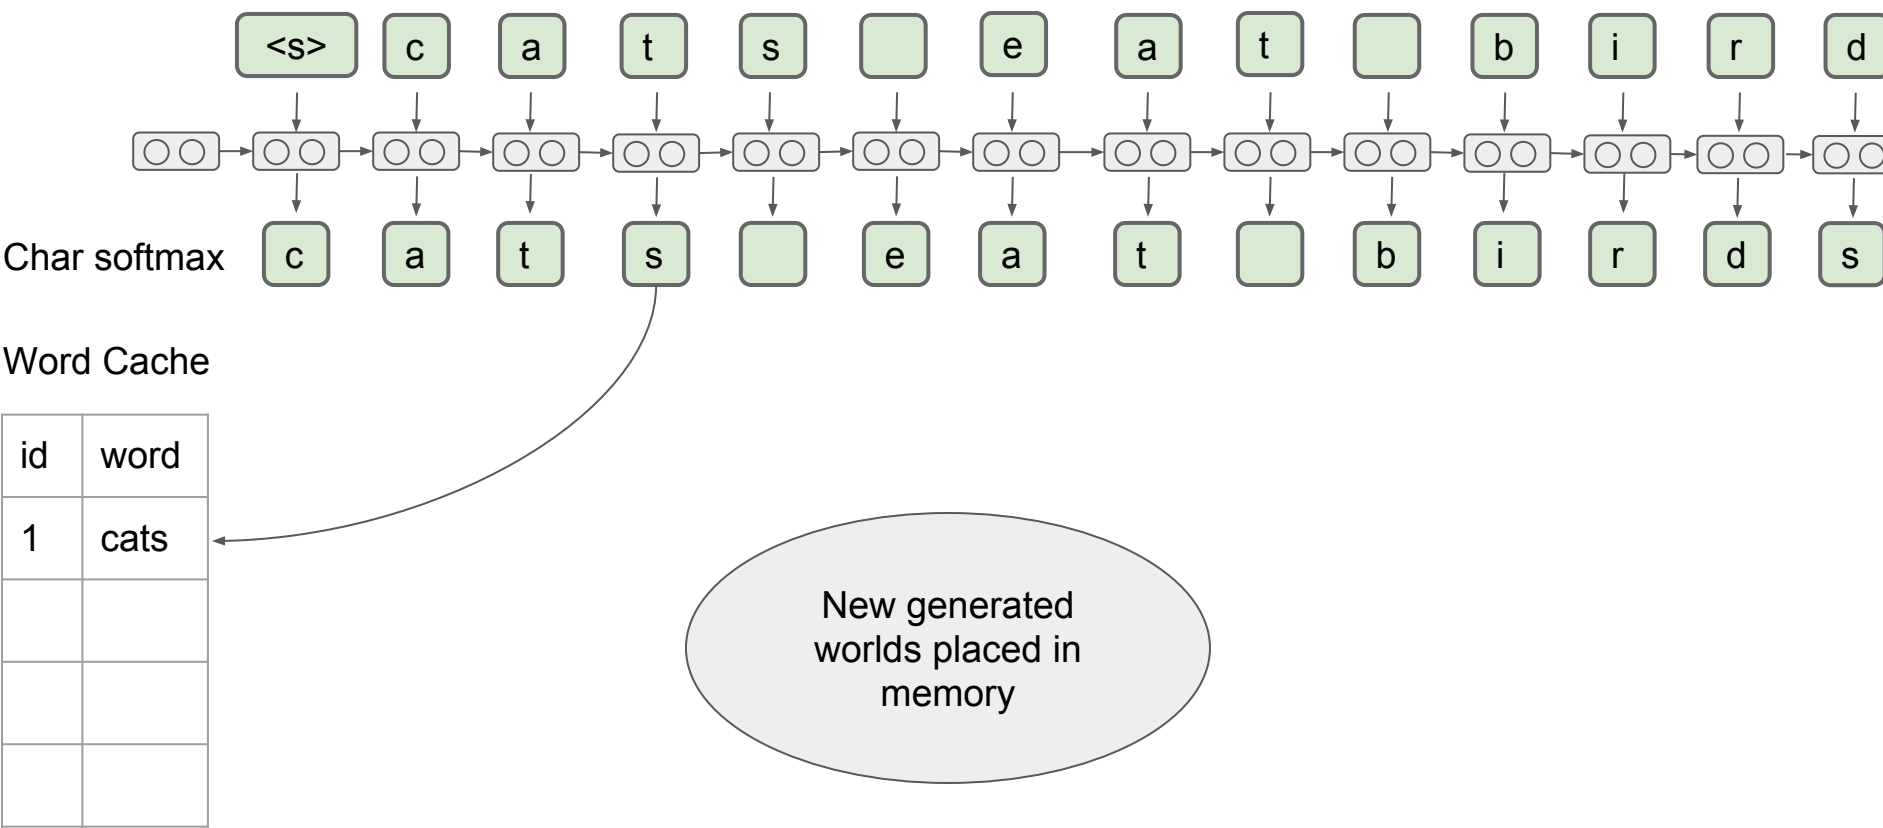 <s> c a t s e a t b i r d
Char softmax c a t s e a t b i r d s
Word Cache
id word
1 cats
New generated
worlds placed in
memory